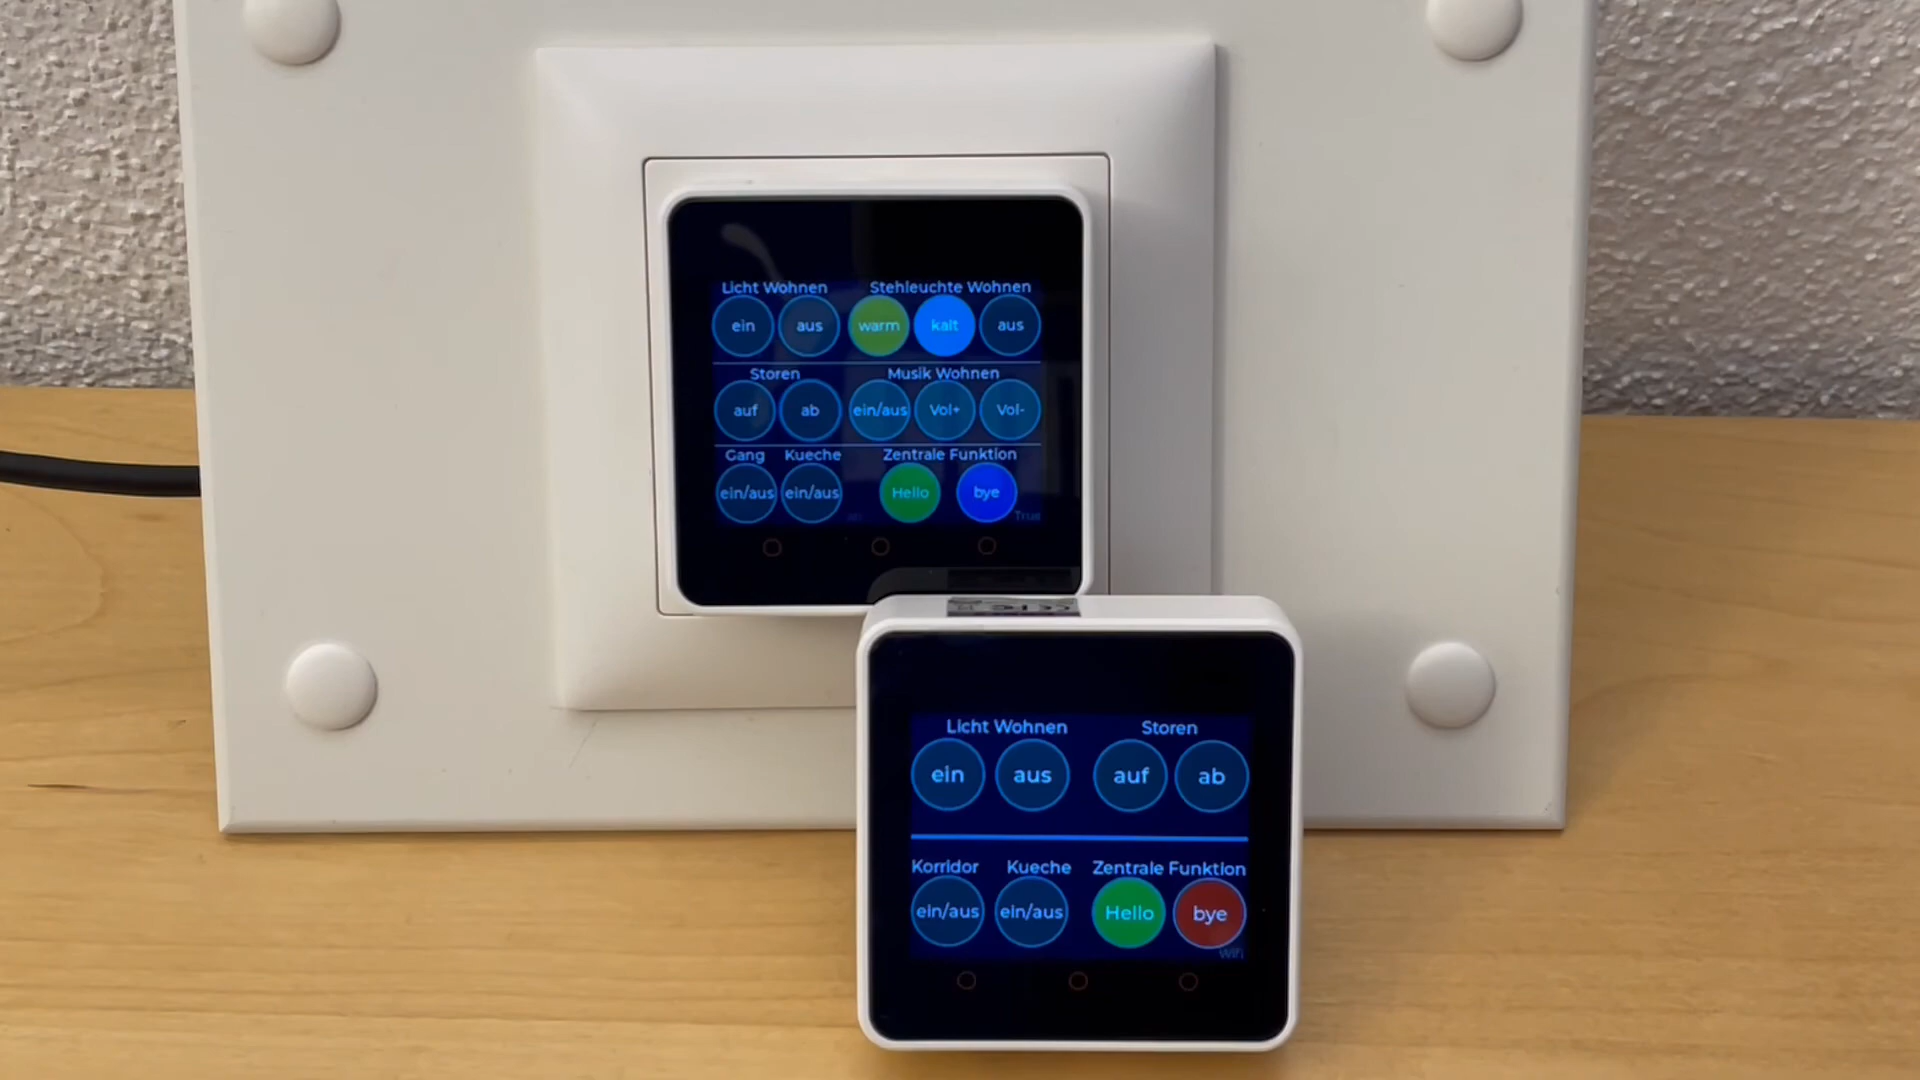 Licht Wohnen Stehleuchte Wohnen
ein aus warm kalt aus
Storen Musik Wohnen
auf ab ein/aus Vol+ Vol-
Gang Kueche Zentrale Funktion
ein/aus ein/aus Hello bye
True
Licht Wohnen Storen
ein aus auf ab
Korridor Kueche Zentrale Funktion
ein/aus ein/aus Hello bye
Wifi